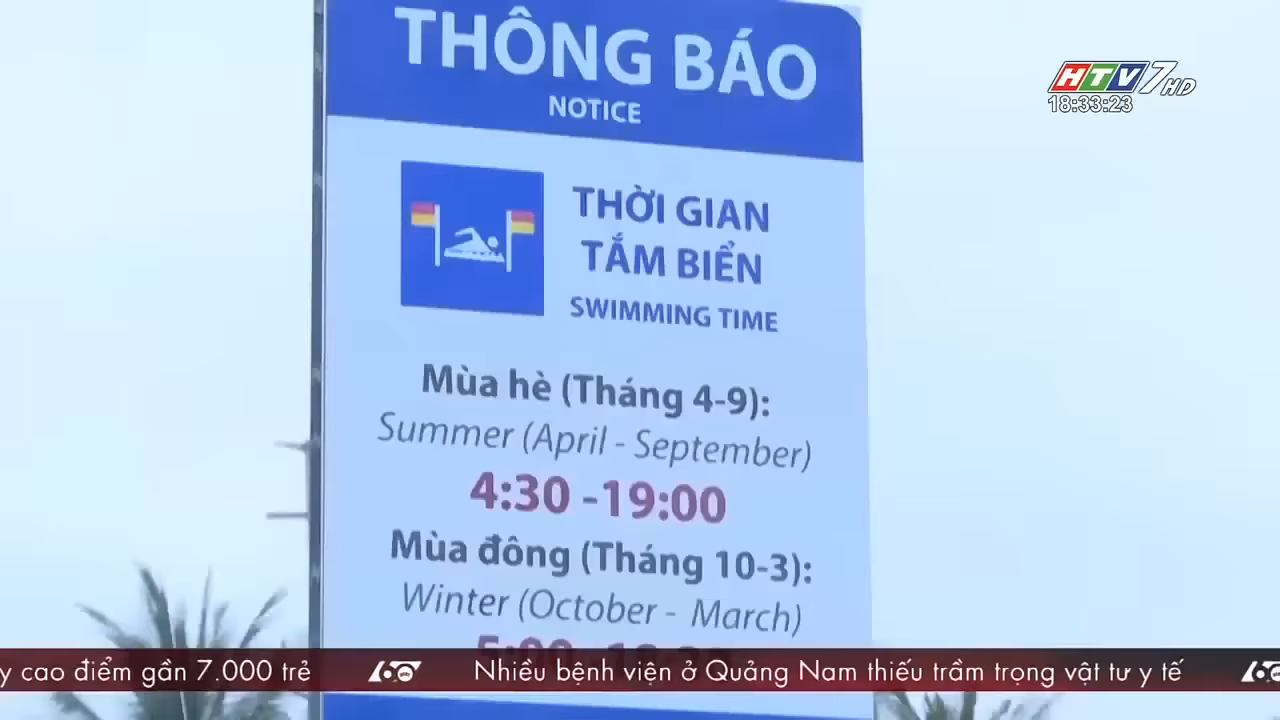 THÔNG BÁO
NOTICE
HTV7 HD
18:33:23
THỜI GIAN
TẮM BIỂN
SWIMMING TIME
Mùa hè (Tháng 4-9):
Summer (April - September)
4:30 -19:00
Mùa đông (Tháng 10-3):
Winter (October - March)
y cao điểm gần 7.000 trẻ
Nhiều bệnh viện ở Quảng Nam thiếu trầm trọng vật tư y tế